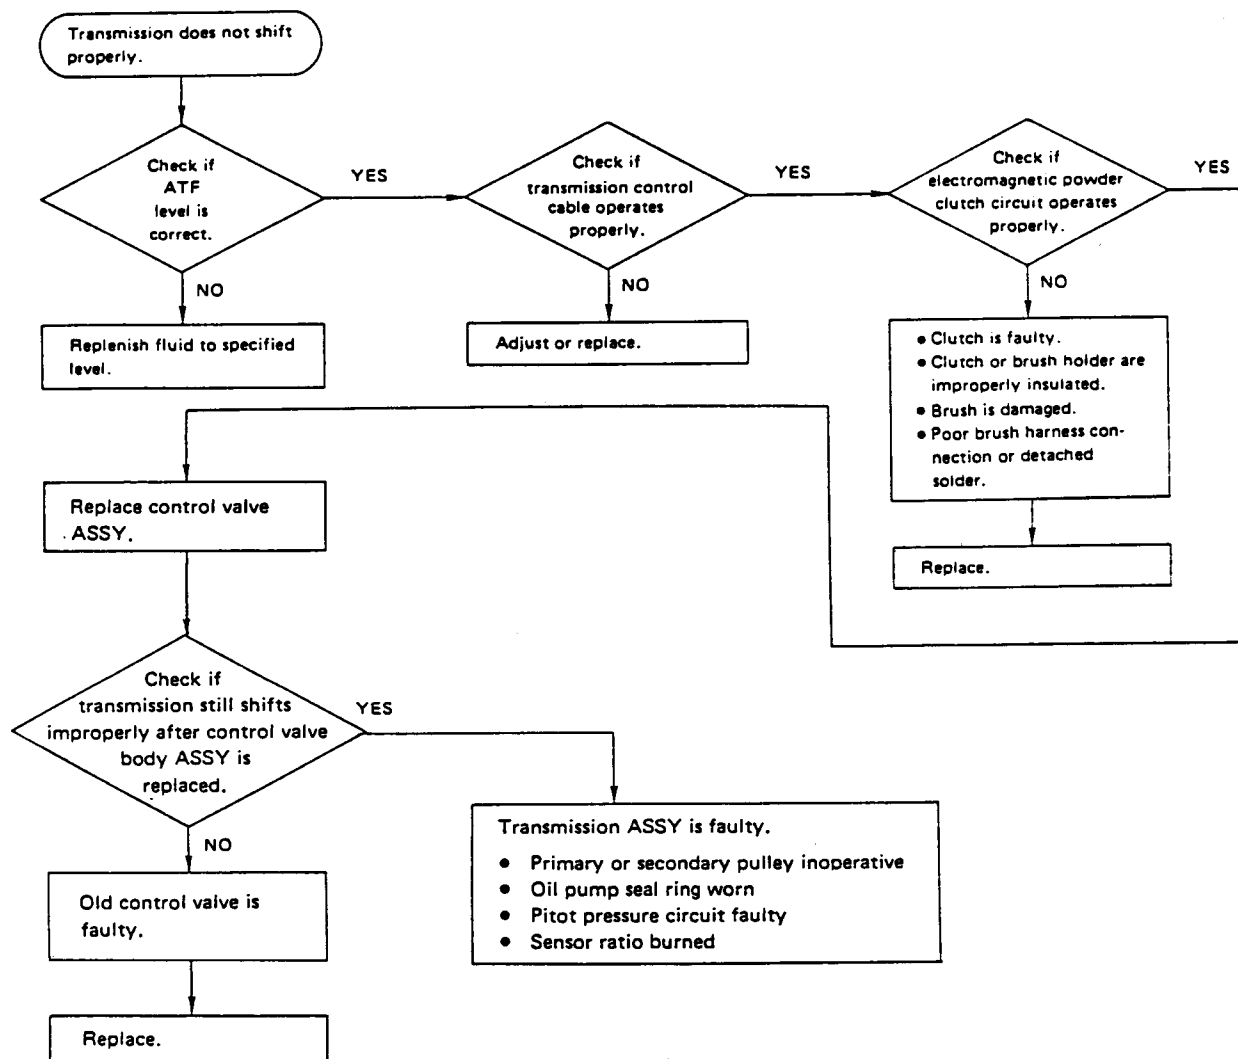 Transmission does not shift
properly.
Check if
ATF
level is
correct.
YES
NO
Replenish fluid to specified
level.
Check if
transmission control
cable operates
properly.
YES
NO
Adjust or replace.
Check if
electromagnetic powder
clutch circuit operates
properly.
YES
NO
• Clutch is faulty.
• Clutch or brush holder are
improperly insulated.
• Brush is damaged.
• Poor brush harness con-
nection or detached
solder.
Replace.
Replace control valve
ASSY.
Check if
transmission still shifts
improperly after control valve
body ASSY is
replaced.
YES
NO
Transmission ASSY is faulty.
• Primary or secondary pulley inoperative
• Oil pump seal ring worn
• Pitot pressure circuit faulty
• Sensor ratio burned
Old control valve is
faulty.
Replace.